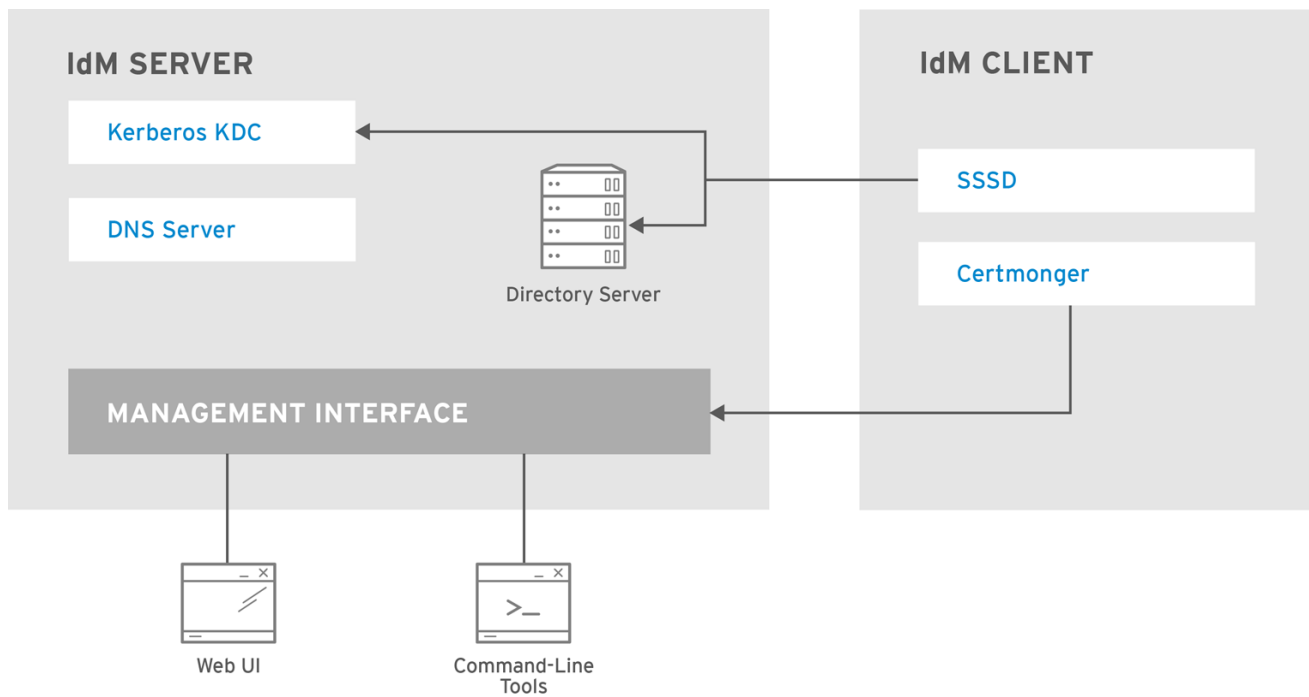 IdM SERVER
Kerberos KDC
DNS Server
Directory Server
MANAGEMENT INTERFACE
Web UI
Command-Line
Tools
IdM CLIENT
SSSD
Certmonger